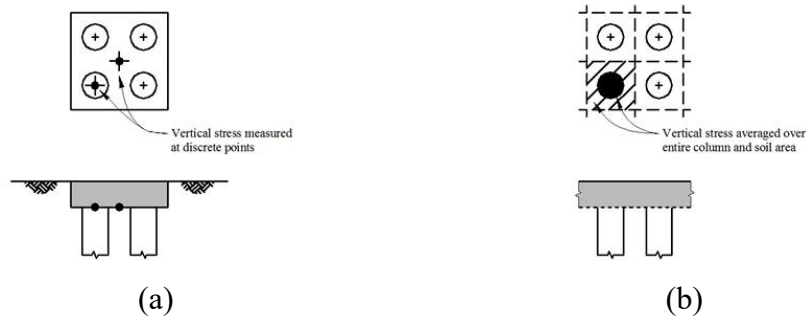 Vertical stress measured
at discrete points
Vertical stress averaged over
entire column and soil area
(a)
(b)